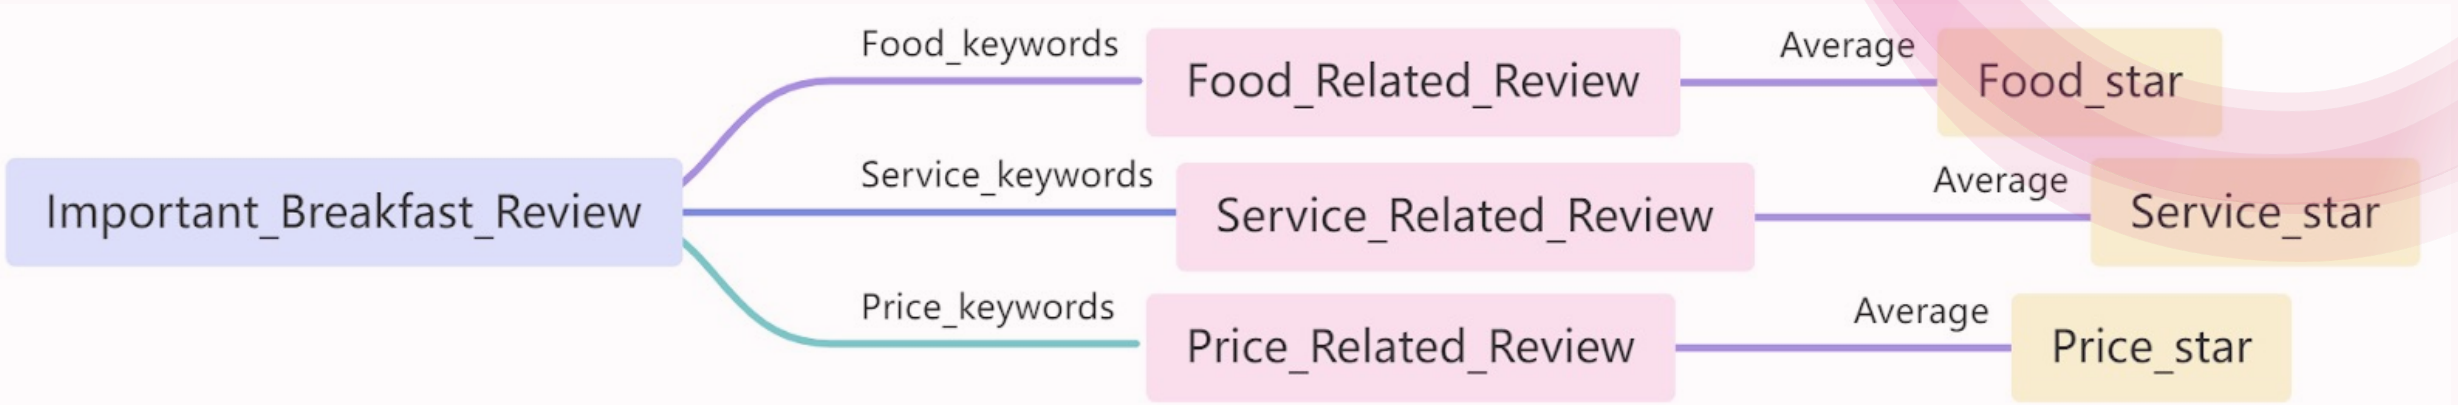 Important_Breakfast_Review
Food_keywords
Food_Related_Review
Average
Food_star
Service_keywords
Service_Related_Review
Average
Service_star
Price_keywords
Price_Related_Review
Average
Price_star